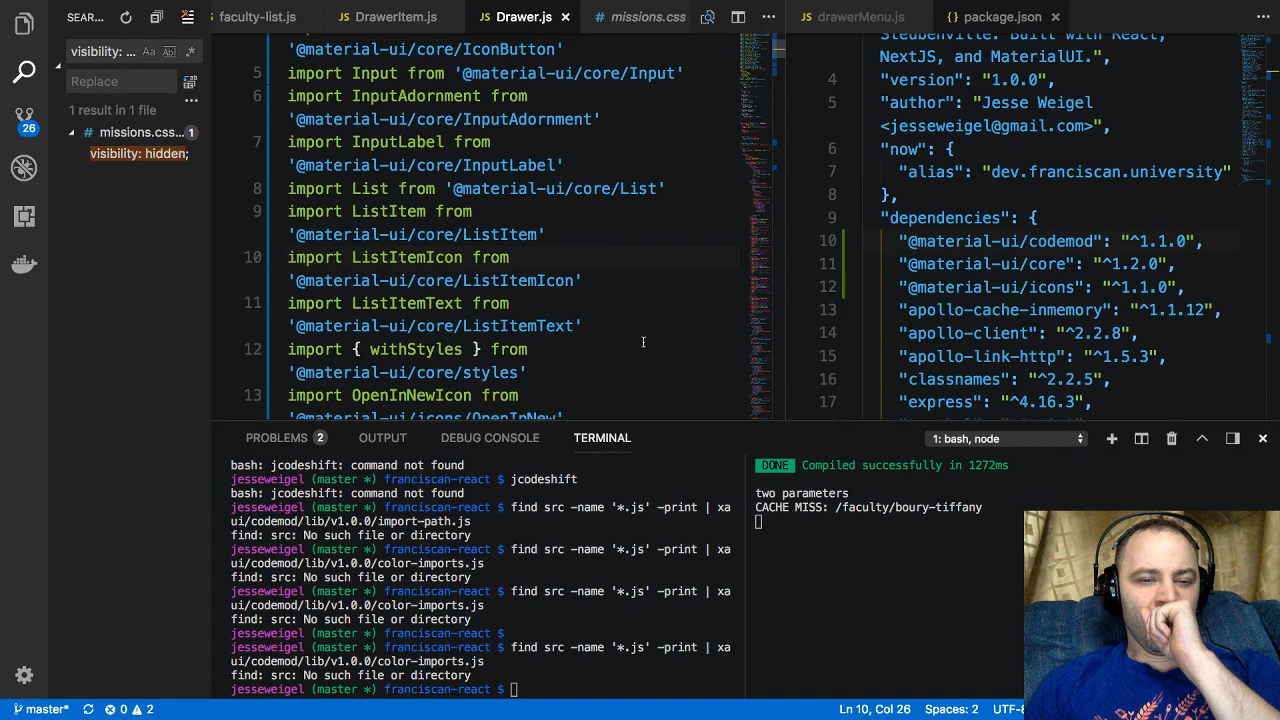 faculty-list.js
DrawerItem.js
Drawer.js
missions.css
drawerMenu.js
package.json
SEAR...
visibility: ...
Aa
Ab
.*
Replace
1 result in 1 file
missions.css... 1
visibility: hidden;
26
'@material-ui/core/IconButton'
5 import Input from '@material-ui/core/Input'
6 import InputAdornment from
'@material-ui/core/InputAdornment'
7 import InputLabel from
'@material-ui/core/InputLabel'
8 import List from '@material-ui/core/List'
9 import ListItem from
'@material-ui/core/ListItem'
10 import ListItemIcon from
'@material-ui/core/ListItemIcon'
11 import ListItemText from
'@material-ui/core/ListItemText'
12 import { withStyles } from
'@material-ui/core/styles'
13 import OpenInNewIcon from
'@material-ui/icons/OpenInNew'
Steubenville. Built with React,
NextJS, and MaterialUI.",
4 "version": "1.0.0",
5 "author": "Jesse Weigel
<jesseweigel@gmail.com>",
6 "now": {
7 "alias": "dev.franciscan.university"
8 },
9 "dependencies": {
10 "@material-ui/codemod": "^1.1.0",
11 "@material-ui/core": "^1.2.0",
12 "@material-ui/icons": "^1.1.0",
13 "apollo-cache-inmemory": "^1.1.12",
14 "apollo-client": "^2.2.8",
15 "apollo-link-http": "^1.5.3",
16 "classnames": "^2.2.5",
17 "express": "^4.16.3",
PROBLEMS 2 OUTPUT DEBUG CONSOLE TERMINAL
1: bash, node
bash: jcodeshift: command not found
jesseweigel (master *) franciscan-react $ jcodeshift
bash: jcodeshift: command not found
jesseweigel (master *) franciscan-react $ find src -name '*.js' -print | xa
ui/codemod/lib/v1.0.0/import-path.js
find: src: No such file or directory
jesseweigel (master *) franciscan-react $ find src -name '*.js' -print | xa
ui/codemod/lib/v1.0.0/color-imports.js
find: src: No such file or directory
jesseweigel (master *) franciscan-react $ find src -name '*.js' -print | xa
ui/codemod/lib/v1.0.0/color-imports.js
find: src: No such file or directory
jesseweigel (master *) franciscan-react $
jesseweigel (master *) franciscan-react $ find src -name '*.js' -print | xa
ui/codemod/lib/v1.0.0/color-imports.js
find: src: No such file or directory
jesseweigel (master *) franciscan-react $
DONE Compiled successfully in 1272ms
two parameters
CACHE MISS: /faculty/boury-tiffany
master* 0 2
Ln 10, Col 26
Spaces: 2
UTF-8